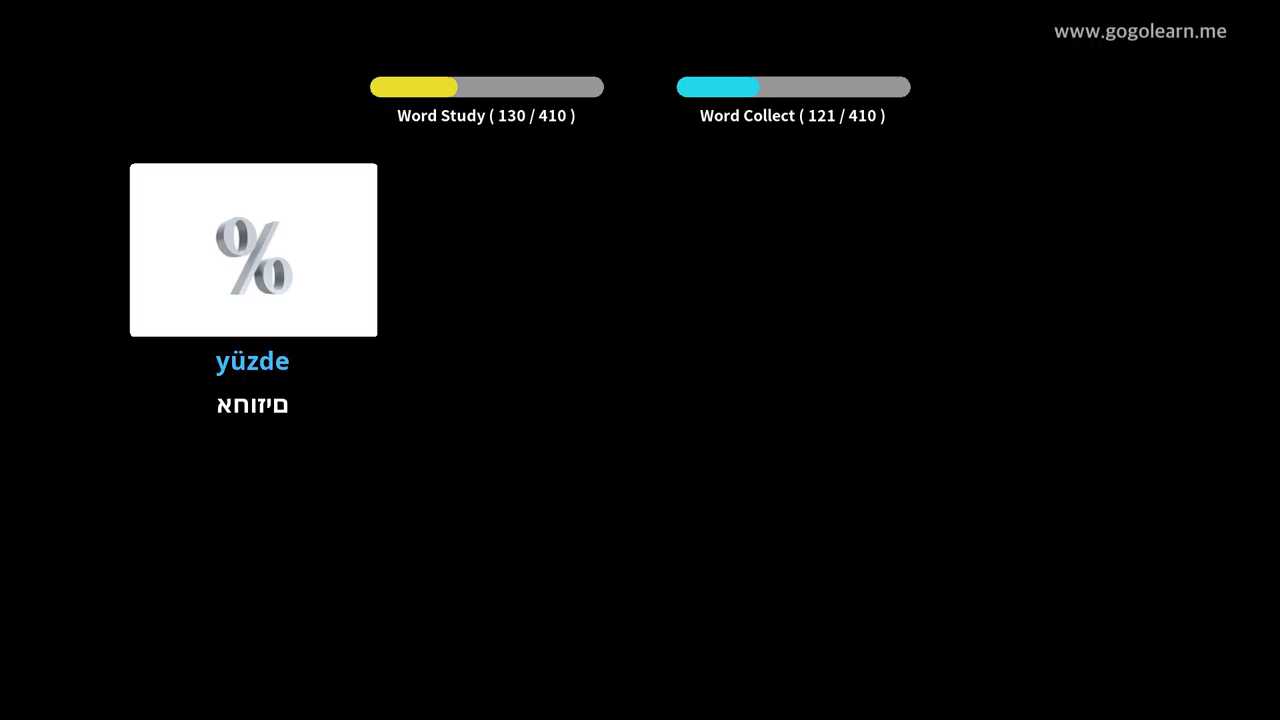 www.gogolearn.me
Word Study ( 130 / 410 )
Word Collect ( 121 / 410 )
%
yüzde
אחוזים